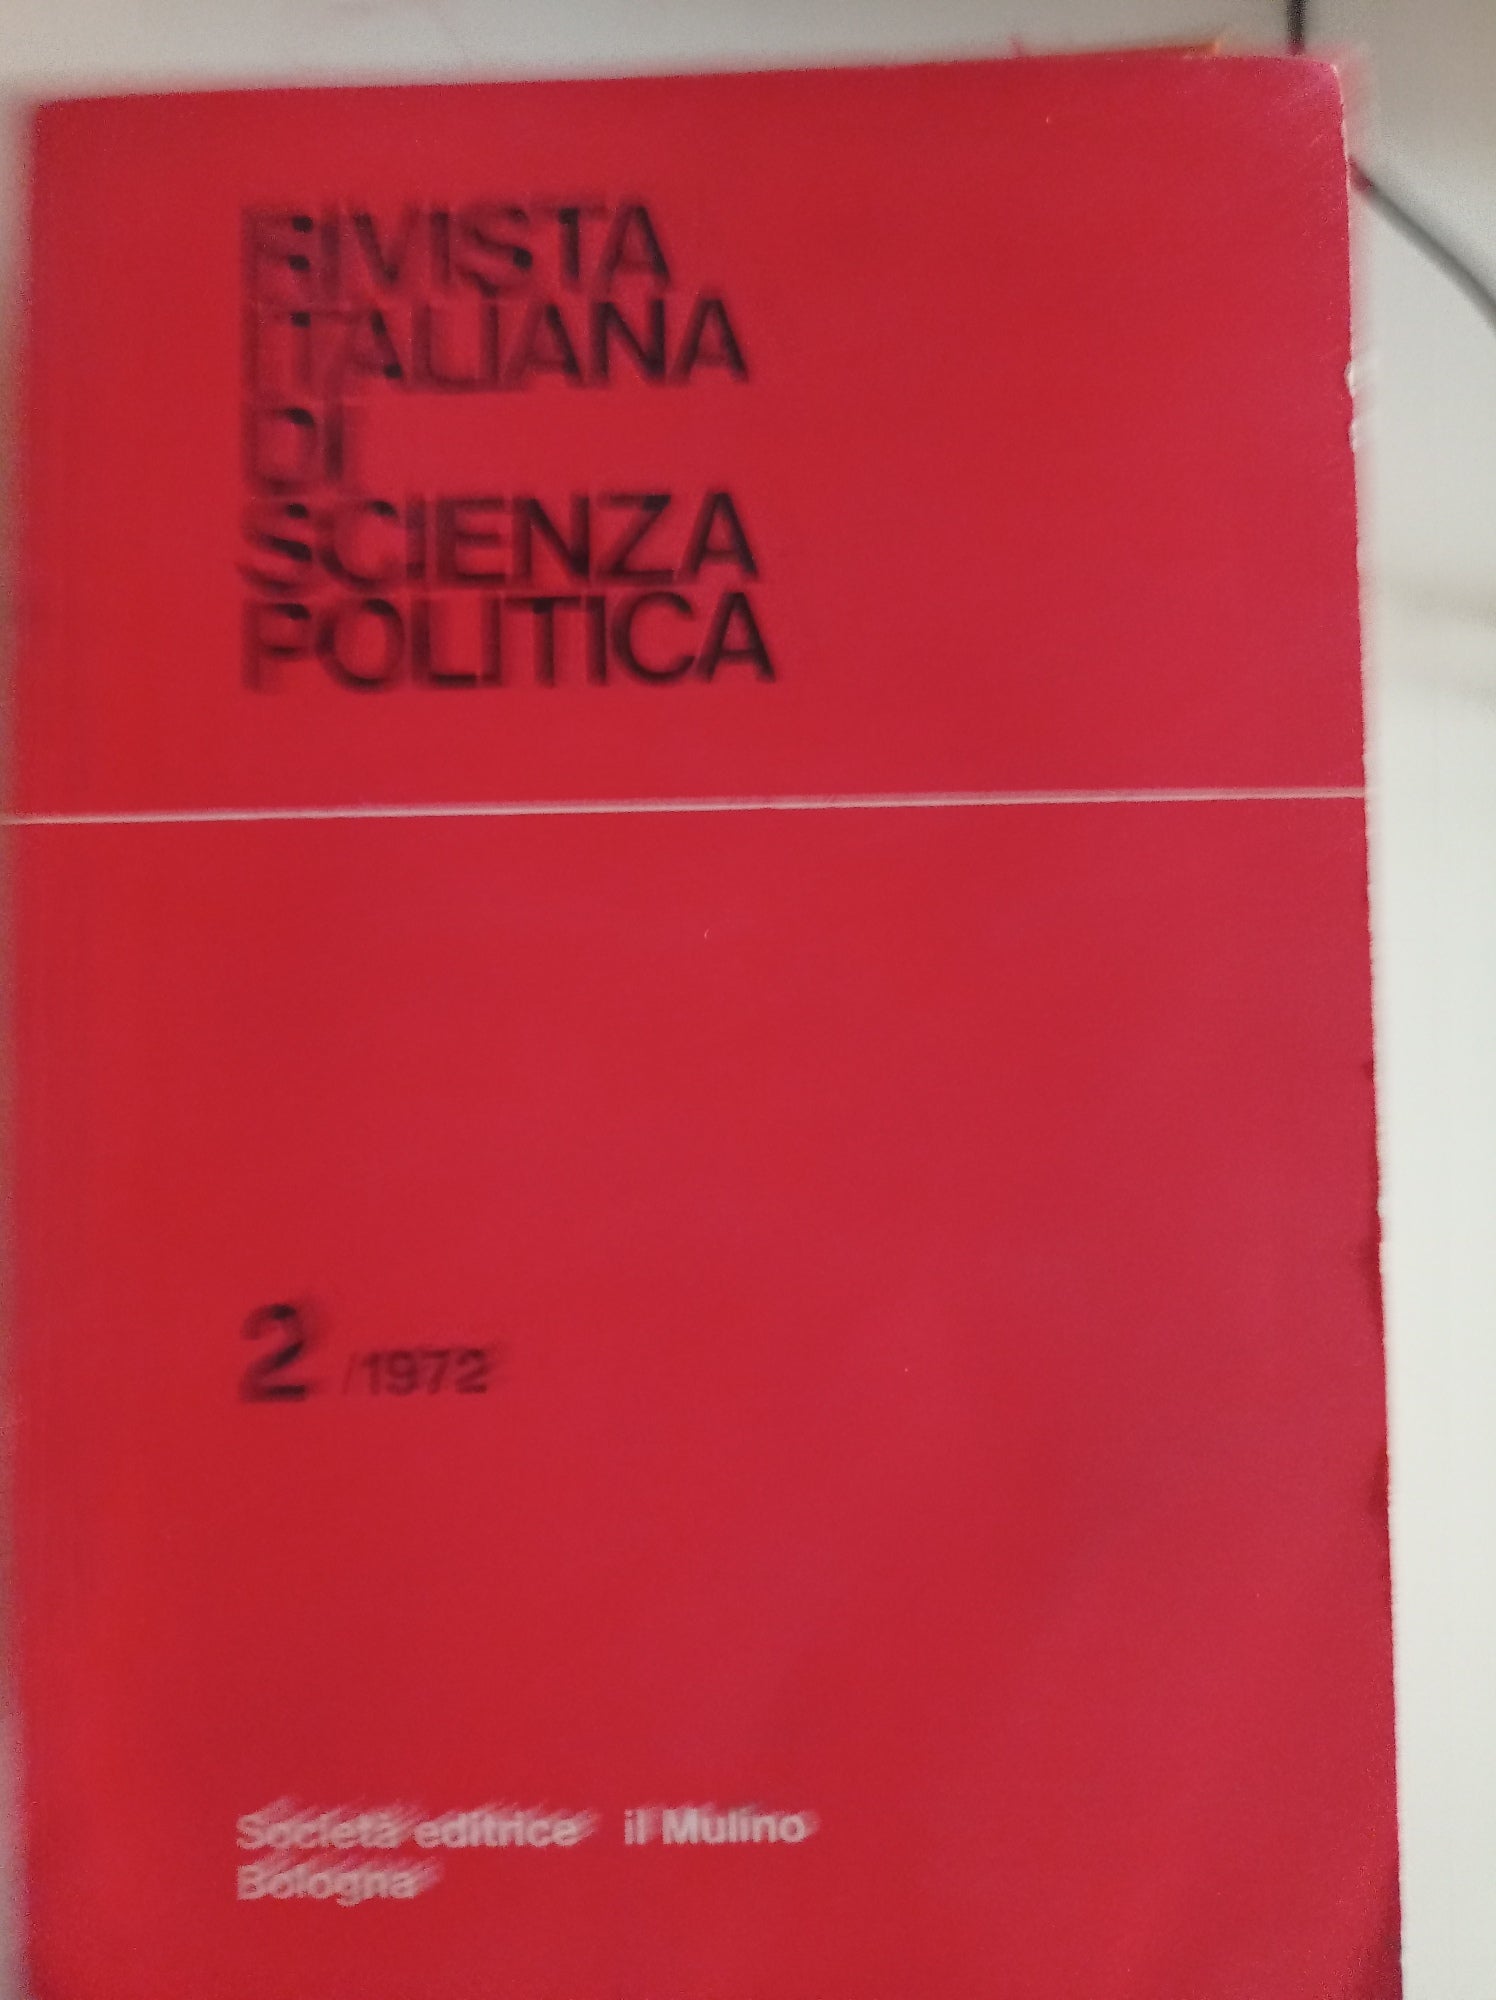 RIVISTA
ITALIANA
DI
SCIENZA
POLITICA
2 /1972
Società editrice il Mulino
Bologna